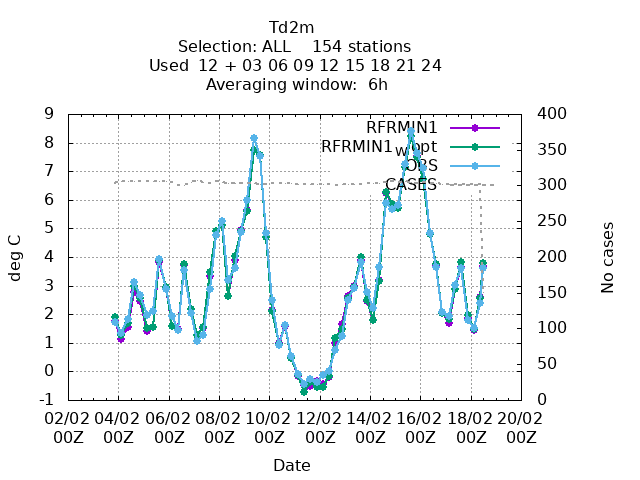 Td2m
Selection: ALL 154 stations
Used 12 + 03 06 09 12 15 18 21 24
Averaging window: 6h
RFRMIN1
RFRMIN1wopt
OBS
CASES
9
8
7
6
5
4
3
2
1
0
-1
deg C
400
350
300
250
200
150
100
50
0
No cases
02/02 04/02 06/02 08/02 10/02 12/02 14/02 16/02 18/02 20/02
00Z 00Z 00Z 00Z 00Z 00Z 00Z 00Z 00Z 00Z
Date